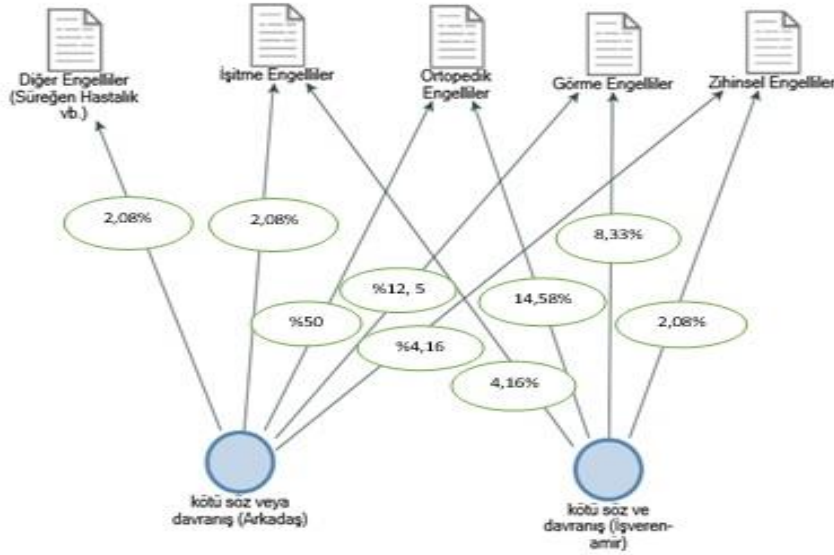 Diğer Engelliler
(Süreğen Hastalık
vb.)
İşitme Engelliler
Ortopedik
Engelliler
Görme Engelliler
Zihinsel Engelliler
2,08%
2,08%
%50
%12, 5
%4,16
4,16%
14,58%
8,33%
2,08%
kötü söz veya
davranış (Arkadaş)
kötü söz ve
davranış (İşveren-
amir)